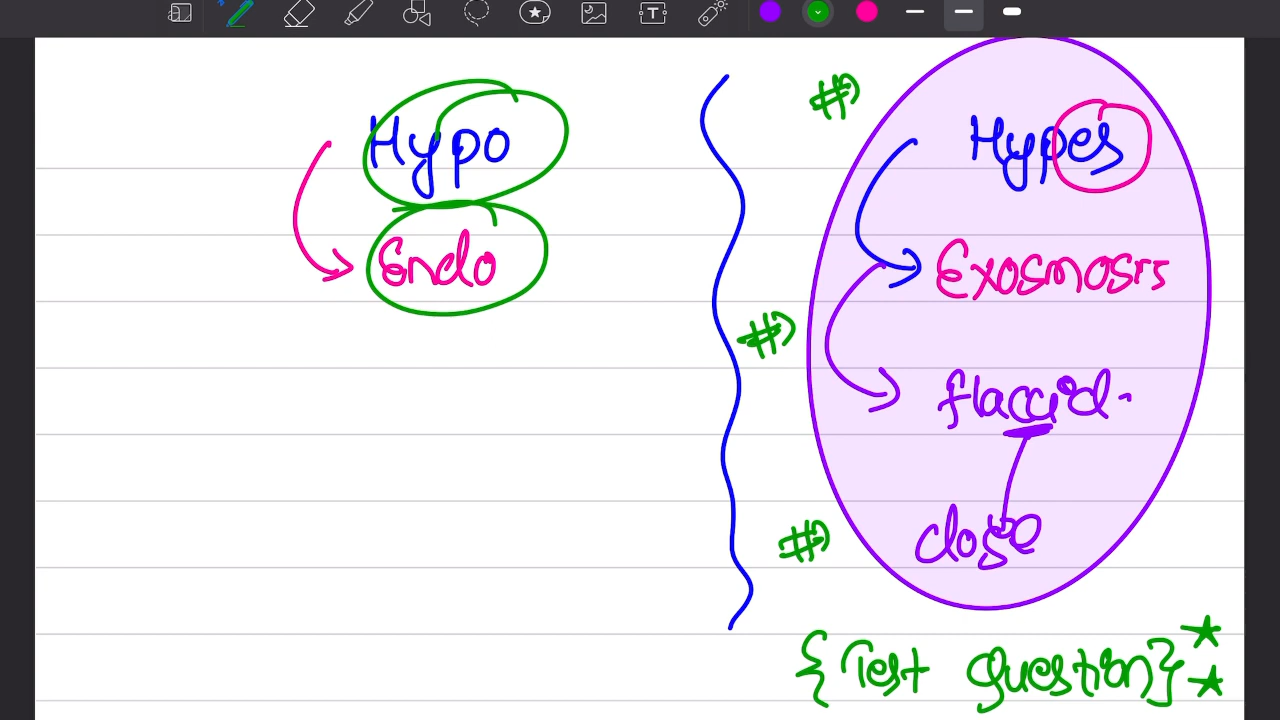 Hypo
Endo
Hyper
Exosmosis
flaccid.
close
{Test Question}